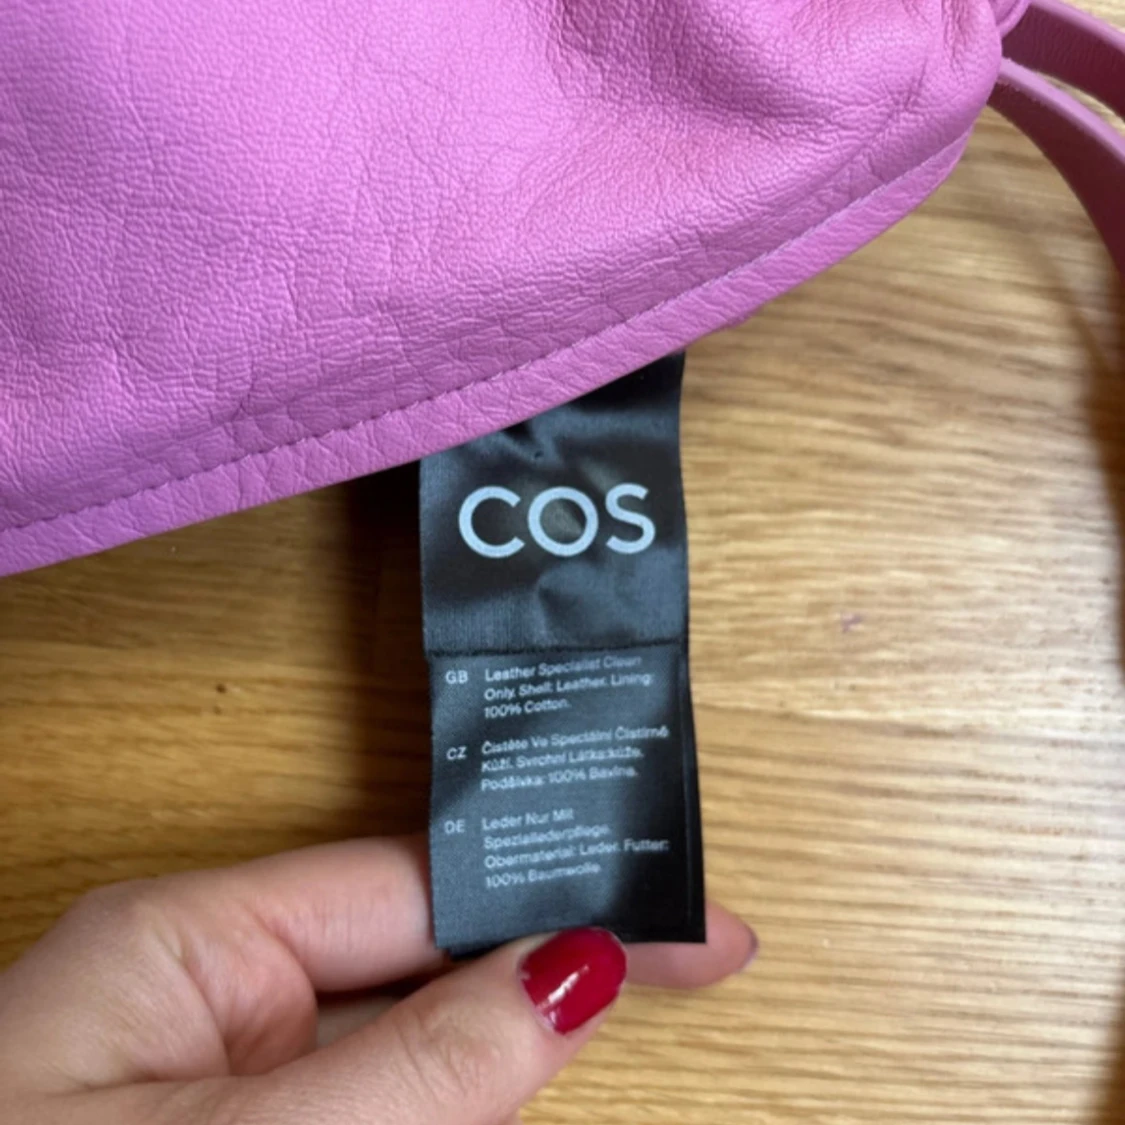 COS
GB Leather Specialist Clean
Only. Shell: Leather. Lining:
100% Cotton.
CZ Čistěte Ve Speciální Čistírně
Kůží. Svrchní Látka:kůže.
Podšívka: 100% Bavlna.
DE Leder Nur Mit
Speziallederpflege.
Obermaterial: Leder. Futter:
100% Baumwolle.